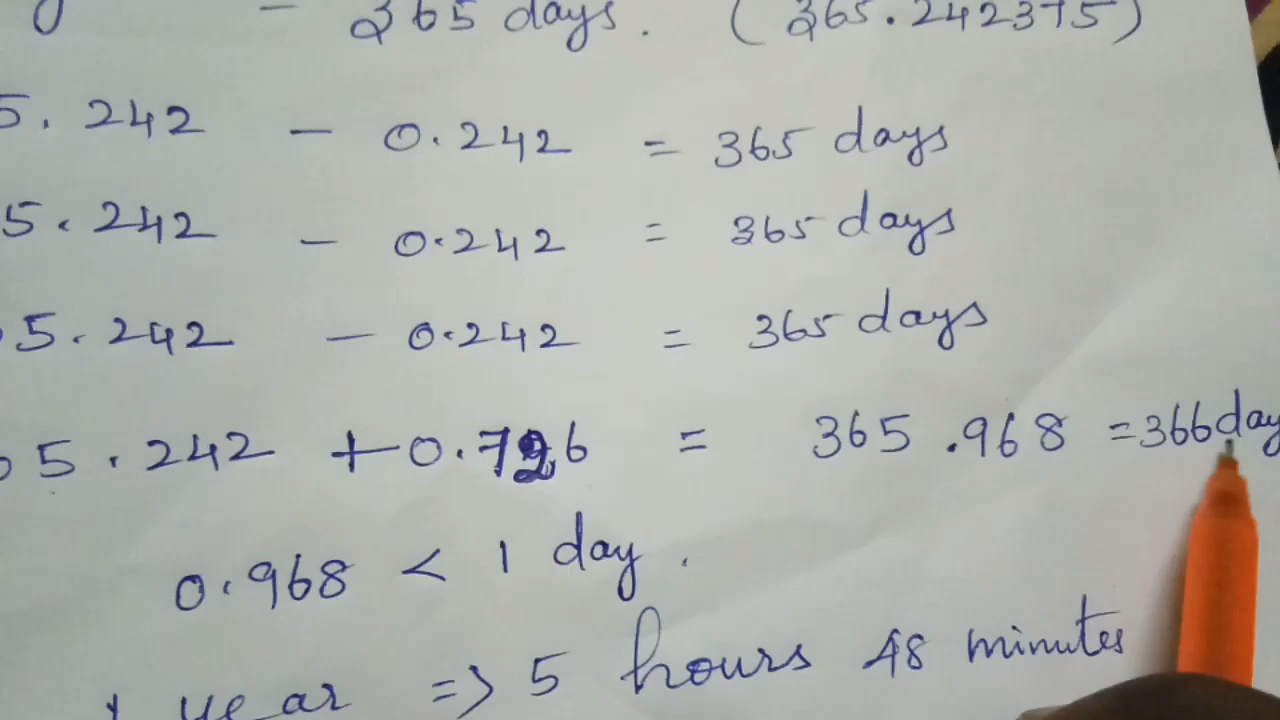 - 365 days. (365.242375)
5.242 - 0.242 = 365 days
5.242 - 0.242 = 365 days
5.242 - 0.242 = 365 days
5.242 + 0.726 = 365.968 = 366 day
0.968 < 1 day.
year => 5 hours 48 minutes